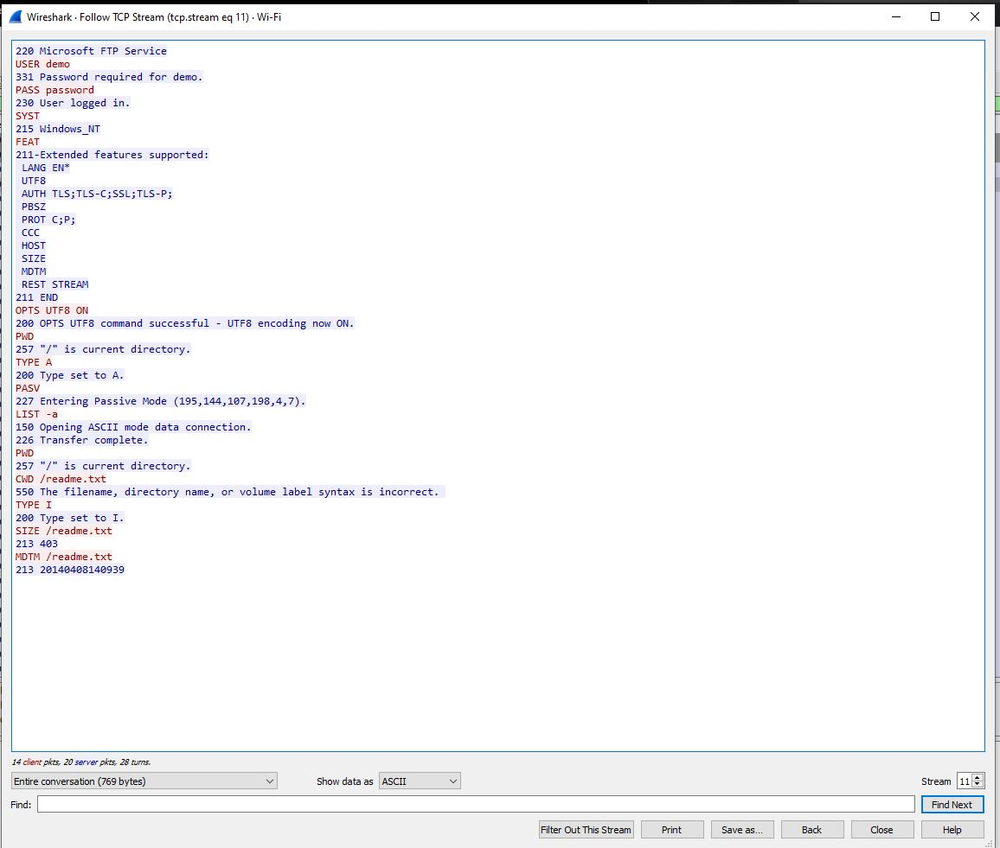 Wireshark · Follow TCP Stream (tcp.stream eq 11) · Wi-Fi
220 Microsoft FTP Service
USER demo
331 Password required for demo.
PASS password
230 User logged in.
SYST
215 Windows_NT
FEAT
211-Extended features supported:
 LANG EN*
 UTF8
 AUTH TLS;TLS-C;SSL;TLS-P;
 PBSZ
 PROT C;P;
 CCC
 HOST
 SIZE
 MDTM
 REST STREAM
211 END
OPTS UTF8 ON
200 OPTS UTF8 command successful - UTF8 encoding now ON.
PWD
257 "/" is current directory.
TYPE A
200 Type set to A.
PASV
227 Entering Passive Mode (195,144,107,198,4,7).
LIST -a
150 Opening ASCII mode data connection.
226 Transfer complete.
PWD
257 "/" is current directory.
CWD /readme.txt
550 The filename, directory name, or volume label syntax is incorrect.
TYPE I
200 Type set to I.
SIZE /readme.txt
213 403
MDTM /readme.txt
213 20140408140939
14 client pkts, 20 server pkts, 28 turns.
Entire conversation (769 bytes) Show data as ASCII Stream 11
Find: Find Next
Filter Out This Stream Print Save as... Back Close Help